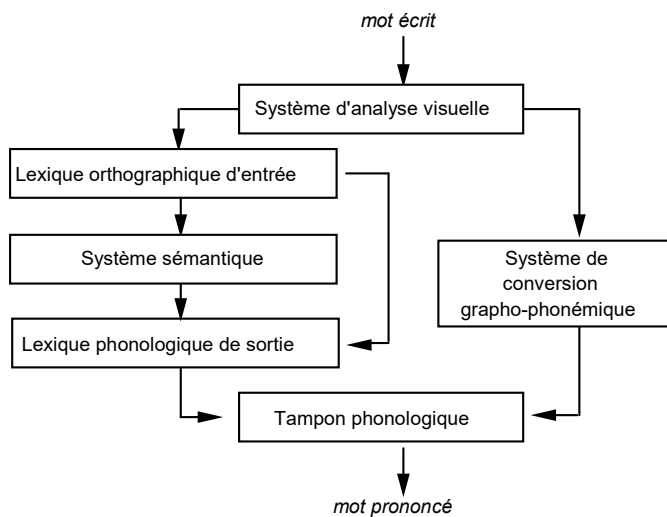 mot écrit
Système d'analyse visuelle
Lexique orthographique d'entrée
Système sémantique
Système de
conversion
grapho-phonémique
Lexique phonologique de sortie
Tampon phonologique
mot prononcé